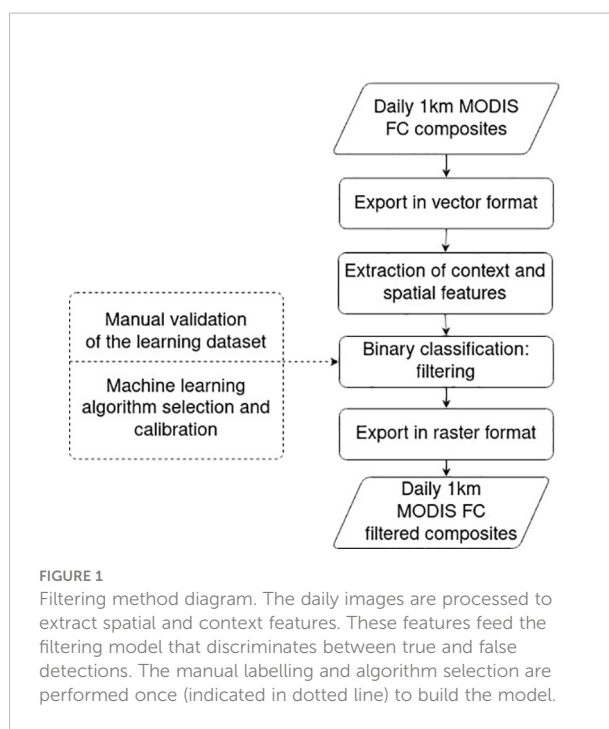 Daily 1km MODIS
FC composites
Export in vector format
Extraction of context and
spatial features
Manual validation
of the learning dataset
Machine learning
algorithm selection and
calibration
Binary classification:
filtering
Export in raster format
Daily 1km
MODIS FC
filtered composites
FIGURE 1
Filtering method diagram. The daily images are processed to
extract spatial and context features. These features feed the
filtering model that discriminates between true and false
detections. The manual labelling and algorithm selection are
performed once (indicated in dotted line) to build the model.